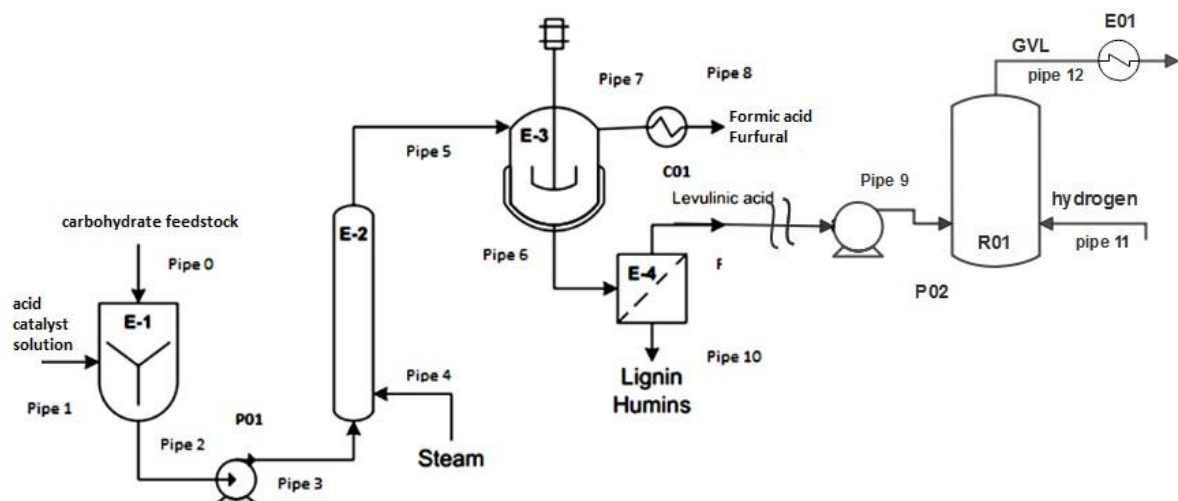 E01
GVL
pipe 12
Pipe 7
Pipe 8
E-3
Formic acid
Furfural
Pipe 5
C01
Levulinic acid
Pipe 9
hydrogen
carbohydrate feedstock
E-2
R01
pipe 11
Pipe 6
Pipe 0
E-4
F
P02
acid
catalyst
solution
E-1
Pipe 10
Pipe 4
Lignin
Humins
Pipe 1
P01
Pipe 2
Steam
Pipe 3